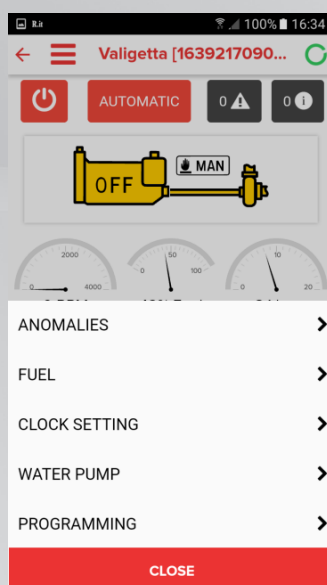 R.it 100% 16:34
Valigetta [1639217090...
AUTOMATIC 0 0
OFF MAN
2000 50 10
0 4000 0 100 0 20
ANOMALIES
FUEL
CLOCK SETTING
WATER PUMP
PROGRAMMING
CLOSE